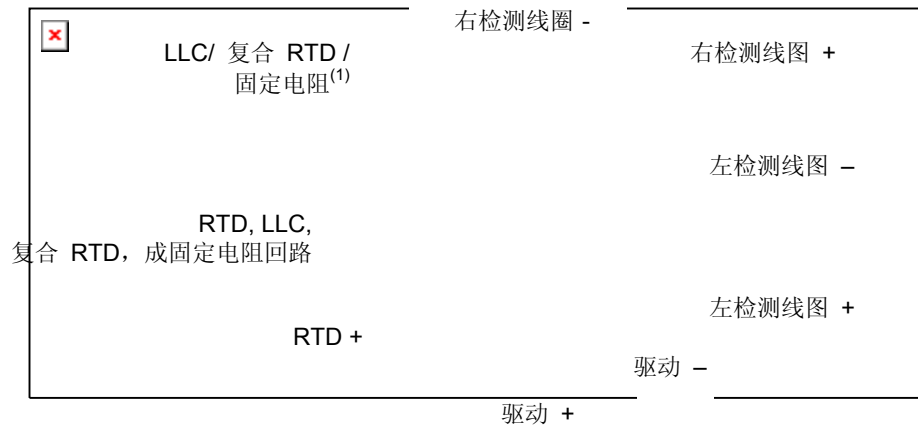 右检测线圈 -
LLC/ 复合 RTD /
固定电阻(1)
右检测线图 +
左检测线图 –
RTD, LLC,
复合 RTD，成固定电阻回路
左检测线图 +
RTD +
驱动 –
驱动 +